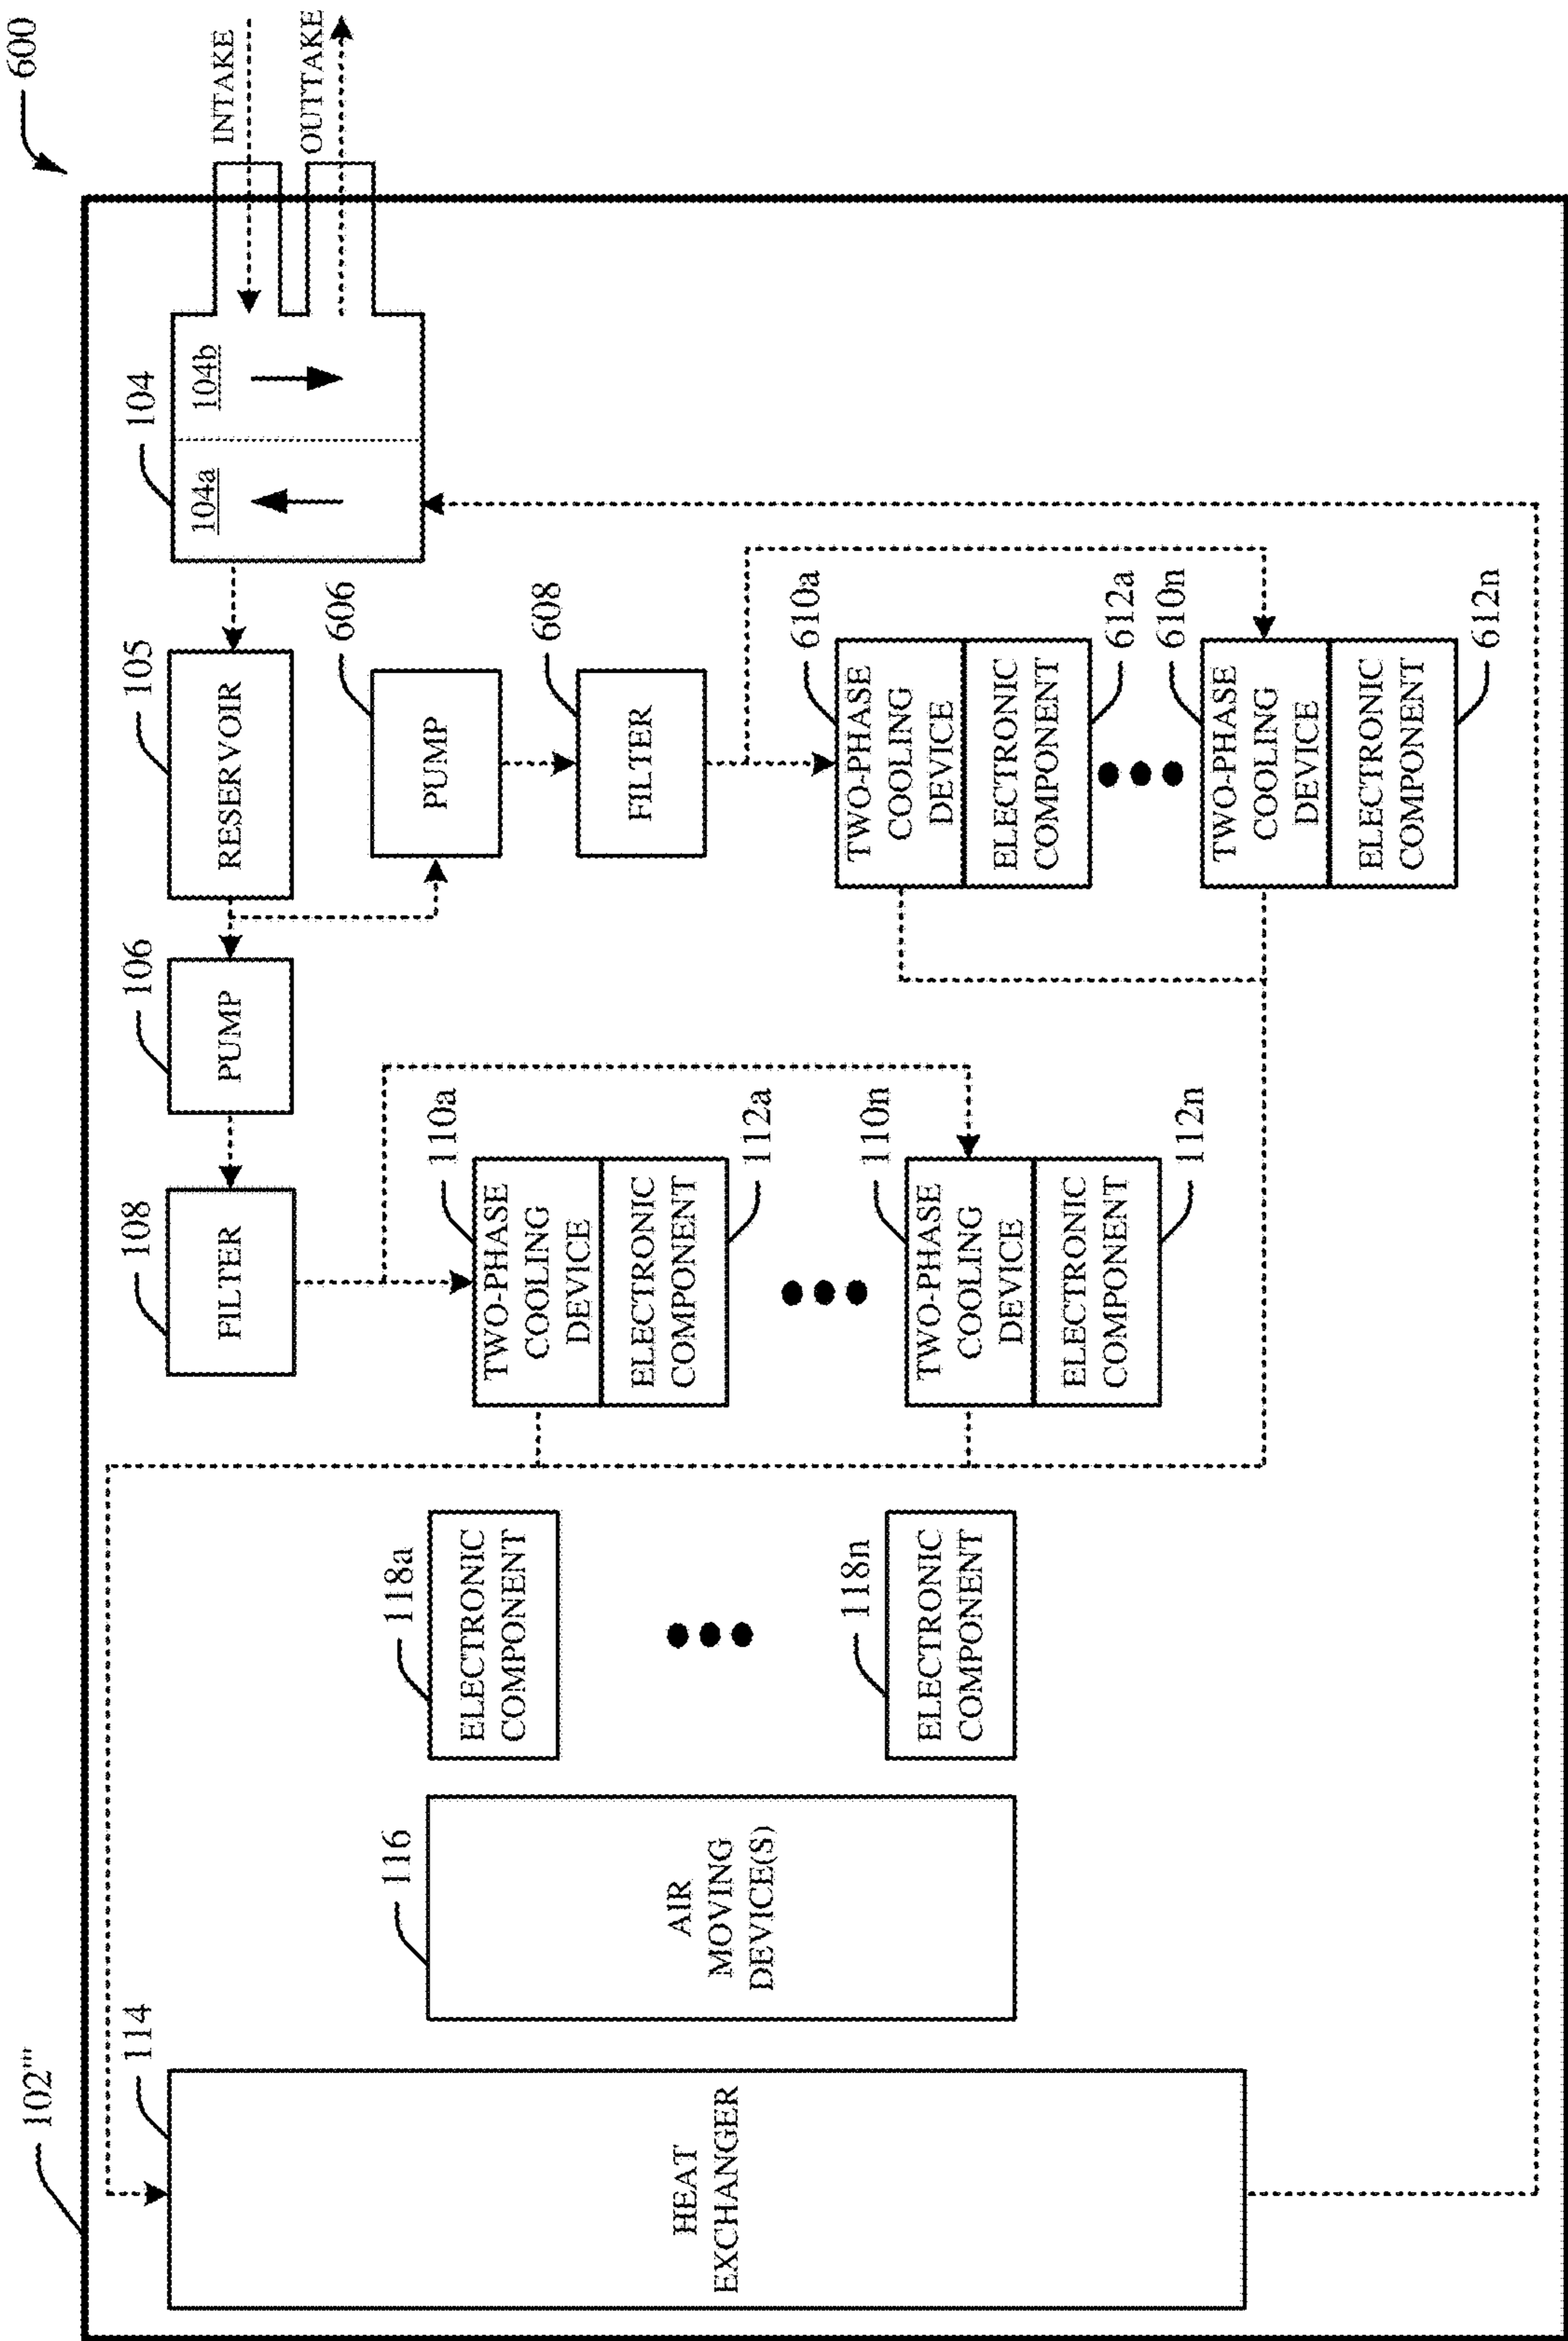 600
102'''
INTAKE
OUTTAKE
104
104a
104b
105
RESERVOIR
106
PUMP
108
FILTER
606
PUMP
608
FILTER
114
HEAT
EXCHANGER
116
AIR
MOVING
DEVICE(S)
118a
ELECTRONIC
COMPONENT
118n
ELECTRONIC
COMPONENT
110a
TWO-PHASE
COOLING
DEVICE
ELECTRONIC
COMPONENT
112a
110n
TWO-PHASE
COOLING
DEVICE
ELECTRONIC
COMPONENT
112n
610a
TWO-PHASE
COOLING
DEVICE
ELECTRONIC
COMPONENT
612a
610n
TWO-PHASE
COOLING
DEVICE
ELECTRONIC
COMPONENT
612n